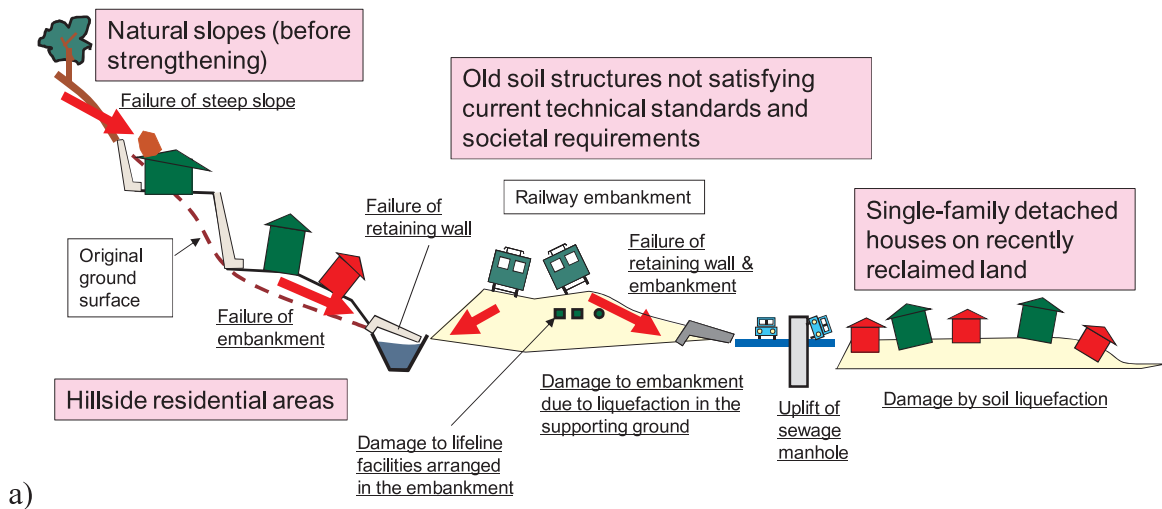 Natural slopes (before
strengthening)
Failure of steep slope
Old soil structures not satisfying
current technical standards and
societal requirements
Railway embankment
Failure of
retaining wall
Failure of
retaining wall &
embankment
Single-family detached
houses on recently
reclaimed land
Original
ground
surface
Failure of
embankment
Hillside residential areas
Damage to lifeline
facilities arranged
in the embankment
Damage to embankment
due to liquefaction in the
supporting ground
Uplift of
sewage
manhole
Damage by soil liquefaction
a)